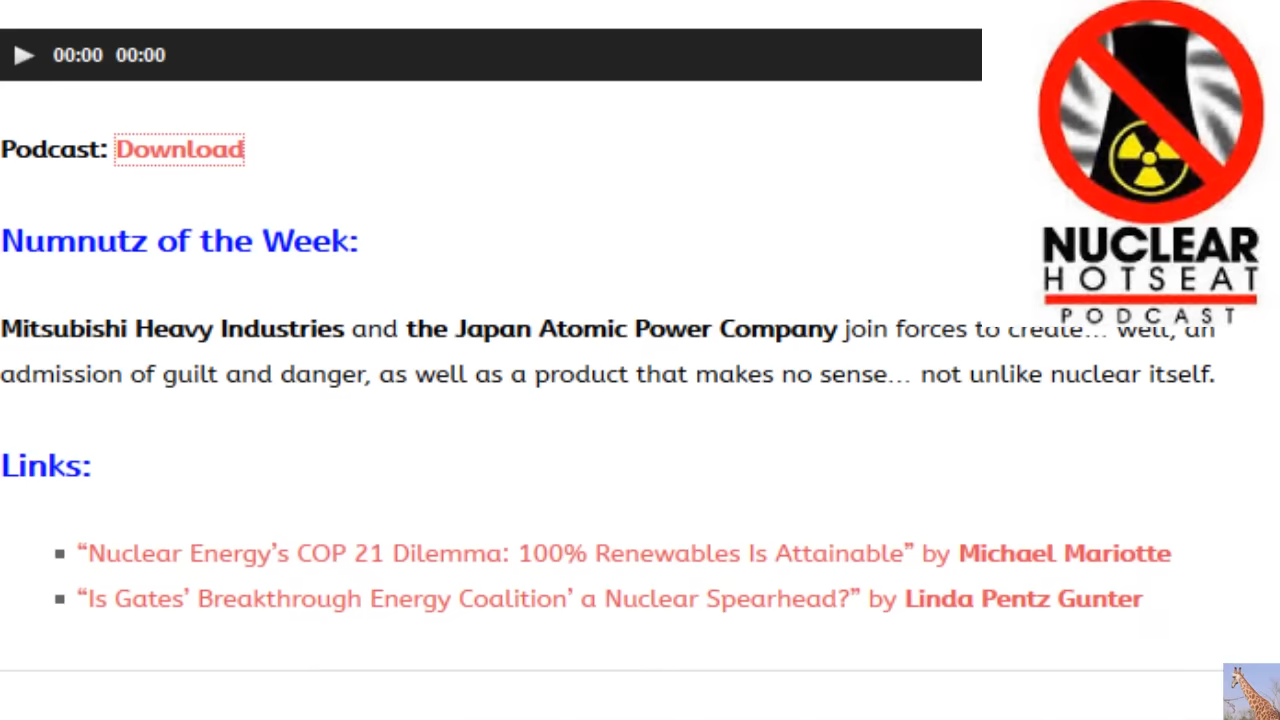 00:00 00:00
Podcast: Download
Numnutz of the Week:
NUCLEAR
HOTSEAT
PODCAST
Mitsubishi Heavy Industries and the Japan Atomic Power Company join forces to create… well, an
admission of guilt and danger, as well as a product that makes no sense… not unlike nuclear itself.
Links:
“Nuclear Energy’s COP 21 Dilemma: 100% Renewables Is Attainable” by Michael Mariotte
“Is Gates’ Breakthrough Energy Coalition’ a Nuclear Spearhead?” by Linda Pentz Gunter